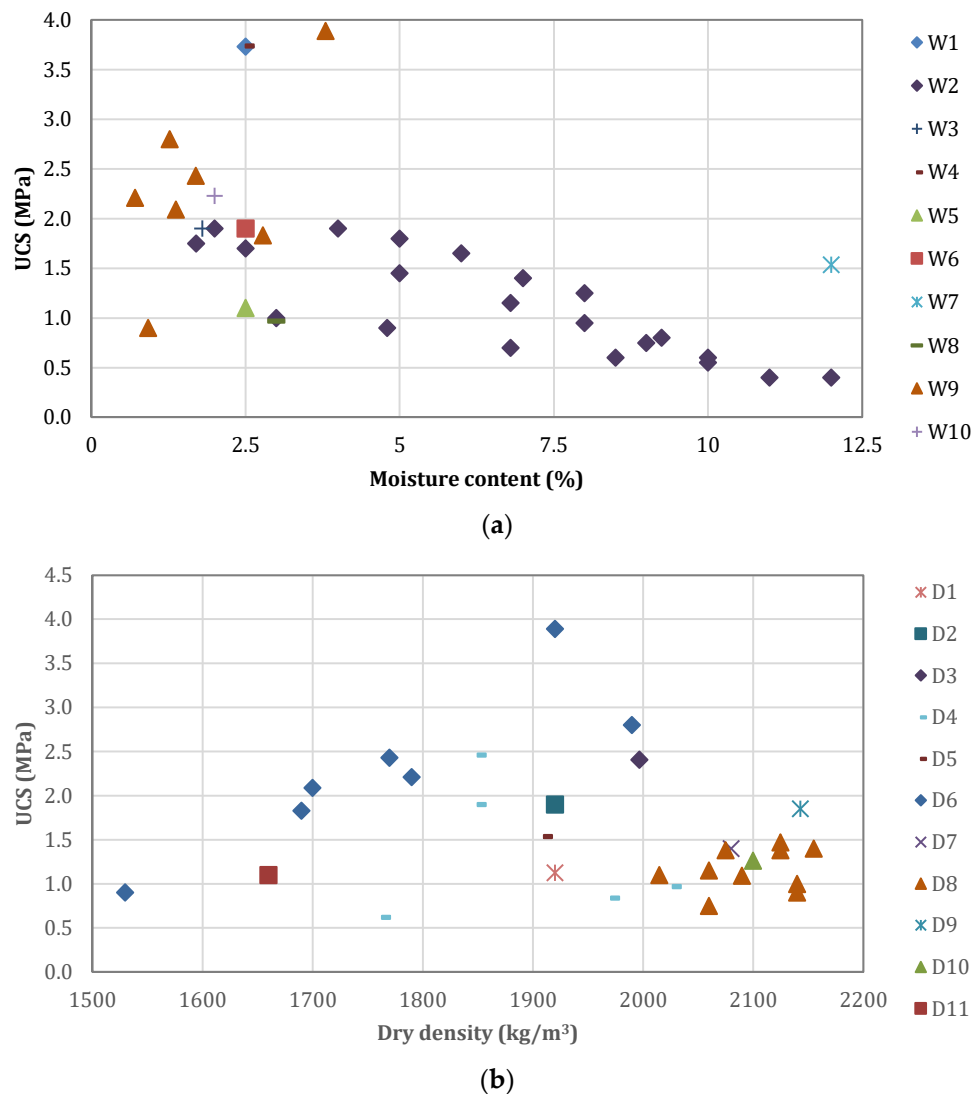 4.0
3.5
3.0
2.5
2.0
1.5
1.0
0.5
0.0
UCS (MPa)
0 2.5 5 7.5 10 12.5
Moisture content (%)
W1
W2
W3
W4
W5
W6
W7
W8
W9
W10
(a)
4.5
4.0
3.5
3.0
2.5
2.0
1.5
1.0
0.5
0.0
UCS (MPa)
1500 1600 1700 1800 1900 2000 2100 2200
Dry density (kg/m³)
D1
D2
D3
D4
D5
D6
D7
D8
D9
D10
D11
(b)